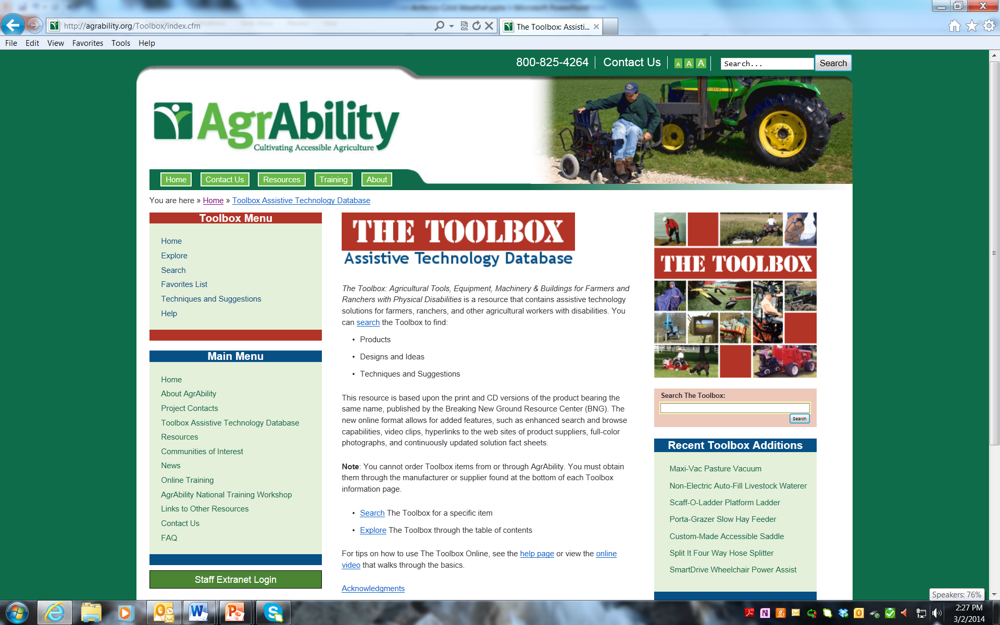 http://agrability.org/Toolbox/index.cfm
The Toolbox: Assisti...
File Edit View Favorites Tools Help
800-825-4264
Contact Us
A A A
Search...
Search
AgrAbility
Cultivating Accessible Agriculture
Home
Contact Us
Resources
Training
About
You are here » Home » Toolbox Assistive Technology Database
Toolbox Menu
Home
Explore
Search
Favorites List
Techniques and Suggestions
Help
Main Menu
Home
About AgrAbility
Project Contacts
Toolbox Assistive Technology Database
Resources
Communities of Interest
News
Online Training
AgrAbility National Training Workshop
Links to Other Resources
Contact Us
FAQ
Staff Extranet Login
THE TOOLBOX
Assistive Technology Database
The Toolbox: Agricultural Tools, Equipment, Machinery & Buildings for Farmers and
Ranchers with Physical Disabilities is a resource that contains assistive technology
solutions for farmers, ranchers, and other agricultural workers with disabilities. You
can search the Toolbox to find:
• Products
• Designs and Ideas
• Techniques and Suggestions
This resource is based upon the print and CD versions of the product bearing the
same name, published by the Breaking New Ground Resource Center (BNG). The
new online format allows for added features, such as enhanced search and browse
capabilities, video clips, hyperlinks to the web sites of product suppliers, full-color
photographs, and continuously updated solution fact sheets.
Note: You cannot order Toolbox items from or through AgrAbility. You must obtain
them through the manufacturer or supplier found at the bottom of each Toolbox
information page.
• Search The Toolbox for a specific item
• Explore The Toolbox through the table of contents
For tips on how to use The Toolbox Online, see the help page or view the online
video that walks through the basics.
Acknowledgments
THE TOOLBOX
Search The Toolbox:
Search
Recent Toolbox Additions
Maxi-Vac Pasture Vacuum
Non-Electric Auto-Fill Livestock Waterer
Scaff-O-Ladder Platform Ladder
Porta-Grazer Slow Hay Feeder
Custom-Made Accessible Saddle
Split It Four Way Hose Splitter
SmartDrive Wheelchair Power Assist
Speakers: 76%
2:27 PM
3/2/2014